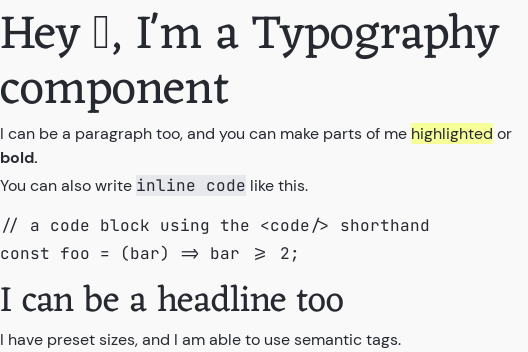 Hey , I'm a Typography
component
I can be a paragraph too, and you can make parts of me highlighted or
bold.
You can also write inline code like this.
// a code block using the <code/> shorthand
const foo = (bar) => bar >= 2;
I can be a headline too
I have preset sizes, and I am able to use semantic tags.